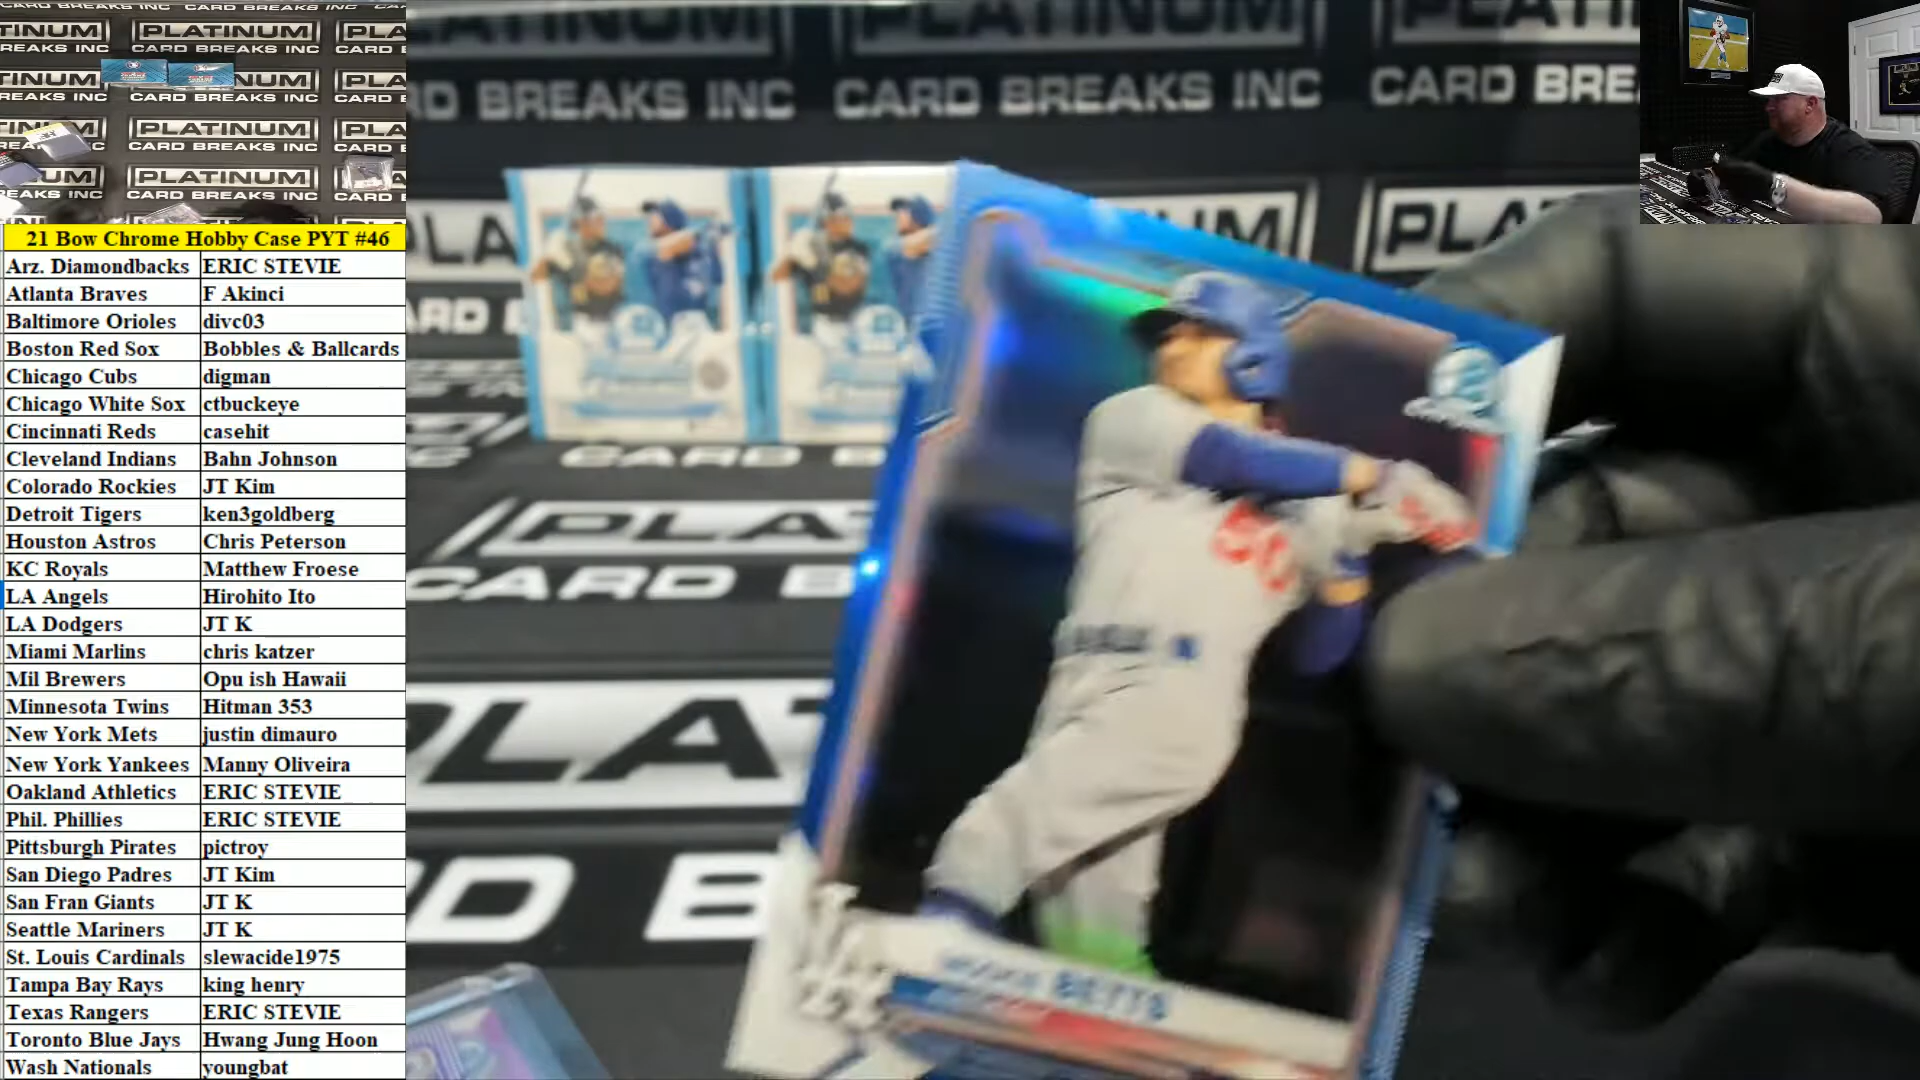 PLATINUM
CARD BREAKS INC
21 Bow Chrome Hobby Case PYT #46
Arz. Diamondbacks ERIC STEVIE
Atlanta Braves F Akinci
Baltimore Orioles divc03
Boston Red Sox Bobbles & Ballcards
Chicago Cubs digman
Chicago White Sox ctbuckeye
Cincinnati Reds casehit
Cleveland Indians Bahn Johnson
Colorado Rockies JT Kim
Detroit Tigers ken3goldberg
Houston Astros Chris Peterson
KC Royals Matthew Froese
LA Angels Hirohito Ito
LA Dodgers JT K
Miami Marlins chris katzer
Mil Brewers Opu ish Hawaii
Minnesota Twins Hitman 353
New York Mets justin dimauro
New York Yankees Manny Oliveira
Oakland Athletics ERIC STEVIE
Phil. Phillies ERIC STEVIE
Pittsburgh Pirates pictroy
San Diego Padres JT Kim
San Fran Giants JT K
Seattle Mariners JT K
St. Louis Cardinals slewacide1975
Tampa Bay Rays king henry
Texas Rangers ERIC STEVIE
Toronto Blue Jays Hwang Jung Hoon
Wash Nationals youngbat
CARD BREAKS INC
CARD BRE
50
BETTS